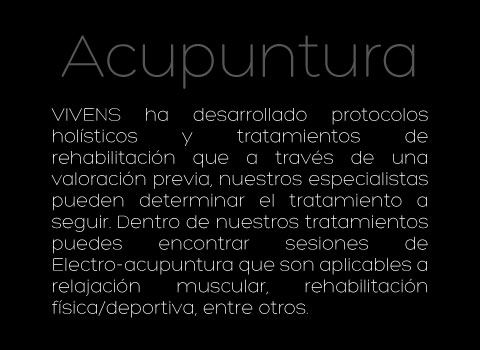 Acupuntura
VIVENS ha desarrollado protocolos
holísticos y tratamientos de
rehabilitación que a través de una
valoración previa, nuestros especialistas
pueden determinar el tratamiento a
seguir. Dentro de nuestros tratamientos
puedes encontrar sesiones de
Electro-acupuntura que son aplicables a
relajación muscular, rehabilitación
física/deportiva, entre otros.